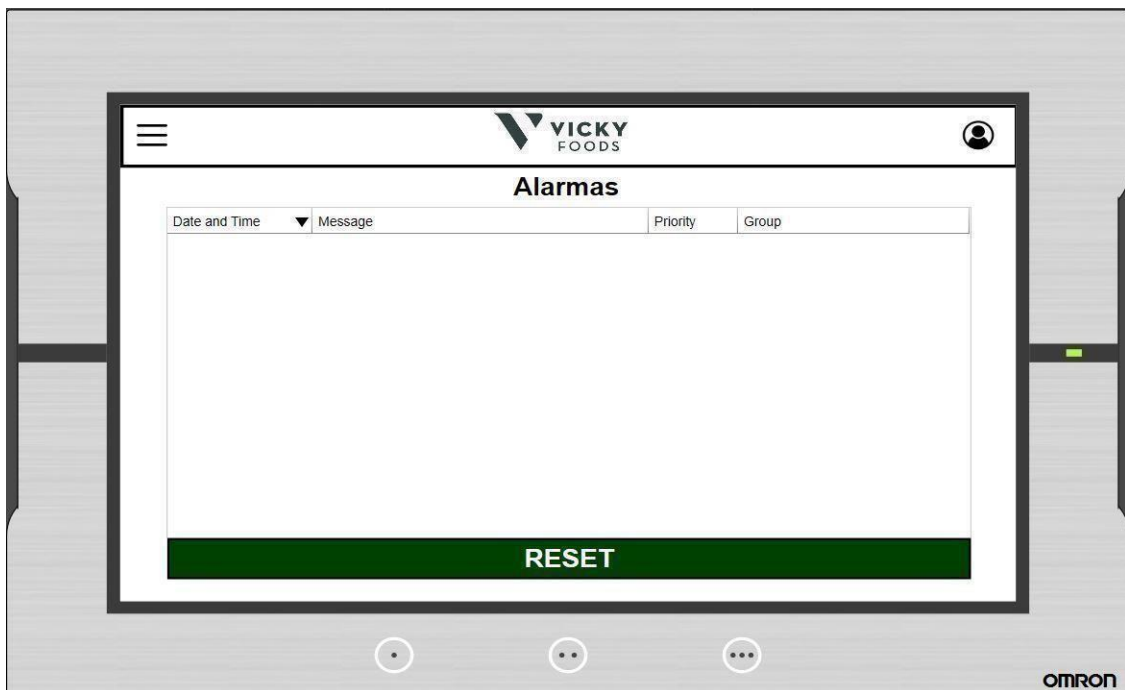 VICKY
FOODS
Alarmas
Date and Time Message Priority Group
RESET
OMRON